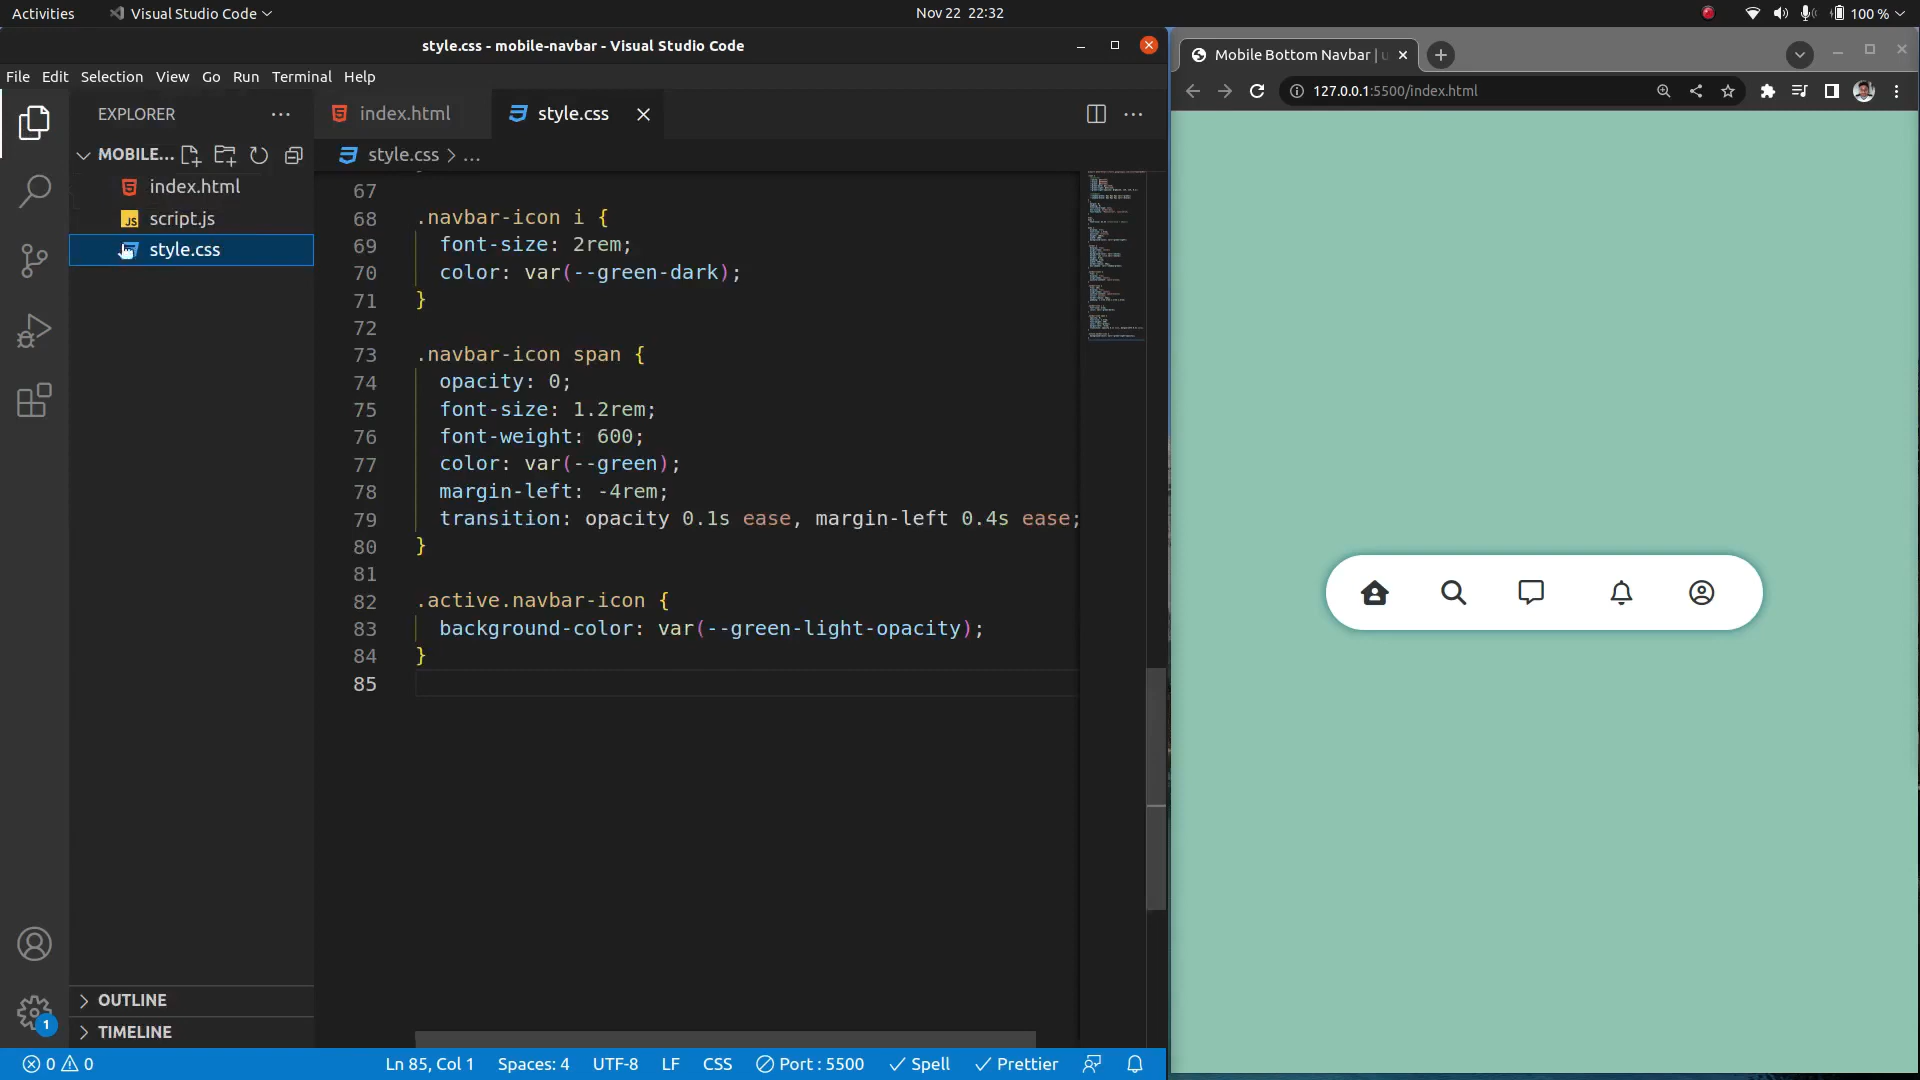 Activities
Visual Studio Code
Nov 22 22:32
100 %
style.css - mobile-navbar - Visual Studio Code
File Edit Selection View Go Run Terminal Help
EXPLORER
MOBILE...
index.html
JS script.js
style.css
OUTLINE
TIMELINE
1
index.html
style.css
style.css > ...
67
68 .navbar-icon i {
69 font-size: 2rem;
70 color: var(--green-dark);
71 }
72
73 .navbar-icon span {
74 opacity: 0;
75 font-size: 1.2rem;
76 font-weight: 600;
77 color: var(--green);
78 margin-left: -4rem;
79 transition: opacity 0.1s ease, margin-left 0.4s ease;
80 }
81
82 .active.navbar-icon {
83 background-color: var(--green-light-opacity);
84 }
85
0 0
Ln 85, Col 1
Spaces: 4
UTF-8
LF
CSS
Port : 5500
Spell
Prettier
Mobile Bottom Navbar |
127.0.0.1:5500/index.html